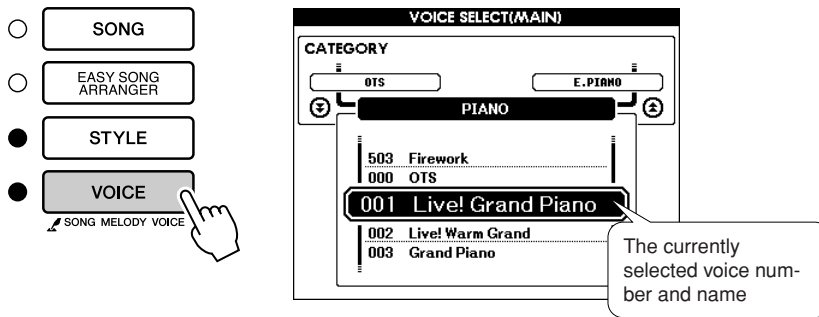 SONG
EASY SONG
ARRANGER
STYLE
VOICE
SONG MELODY VOICE
VOICE SELECT(MAIN)
CATEGORY
OTS
E.PIANO
PIANO
503 Firework
000 OTS
001 Live! Grand Piano
002 Live! Warm Grand
003 Grand Piano
The currently
selected voice num-
ber and name